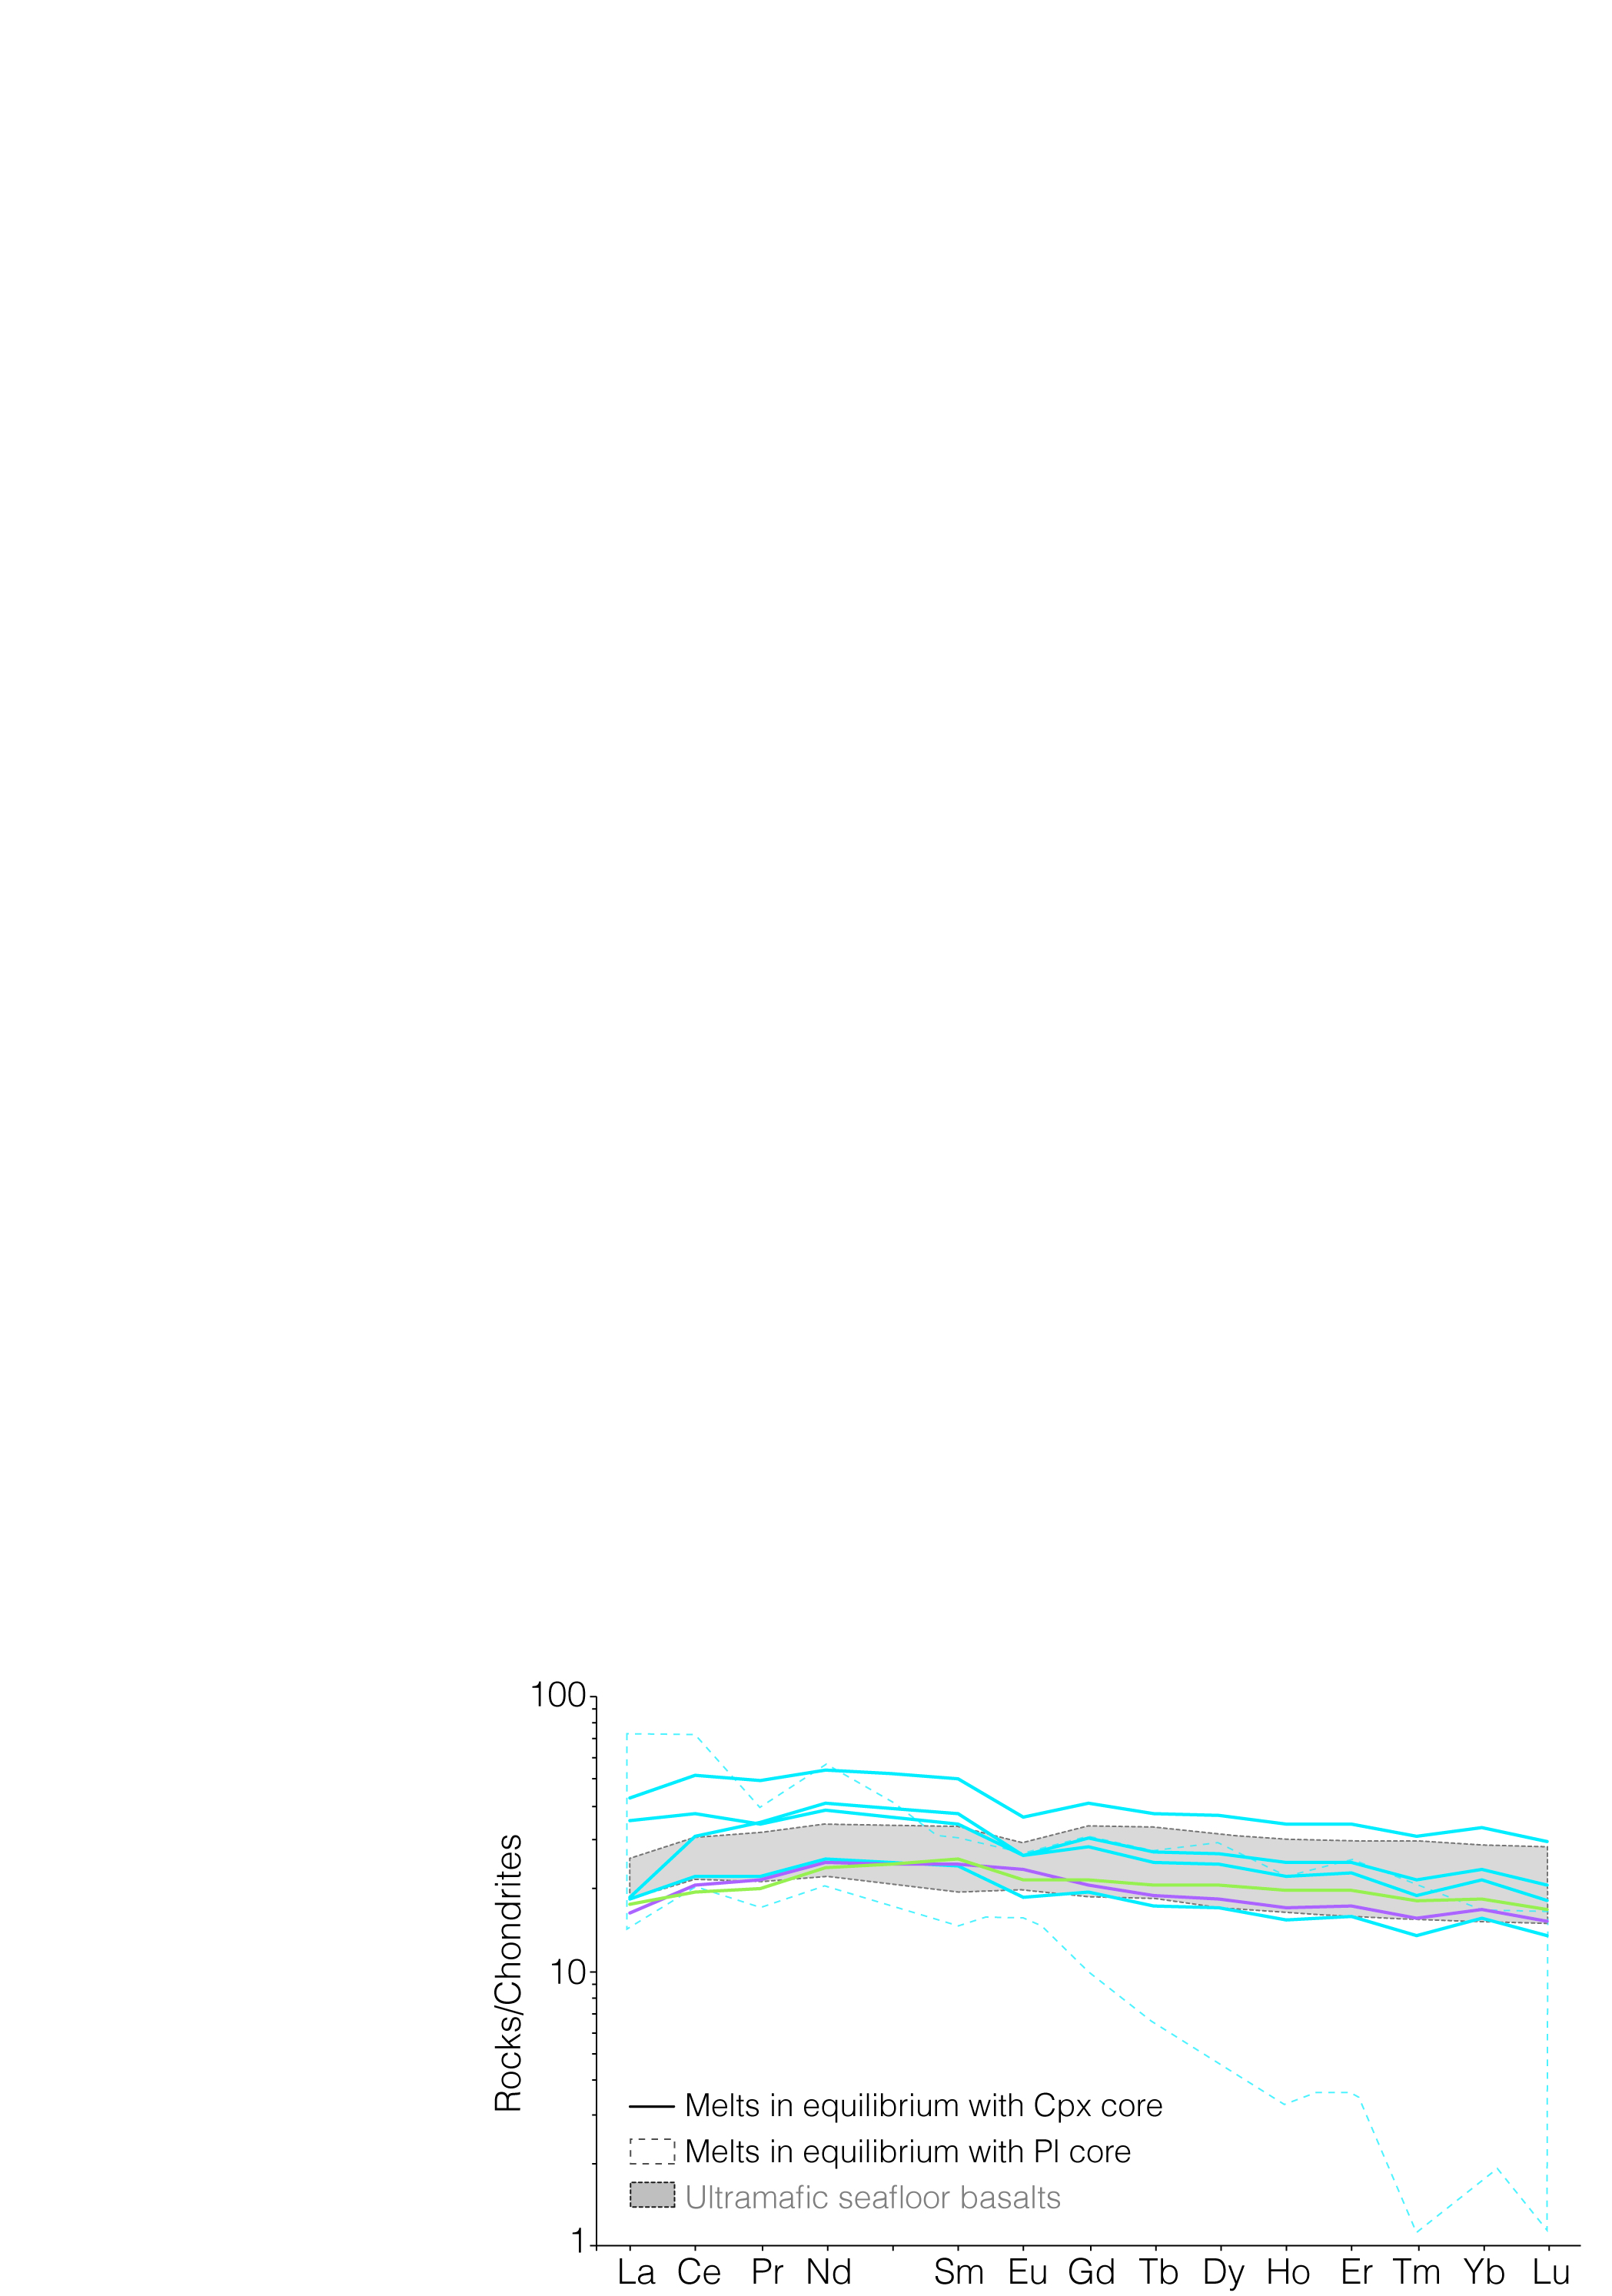 100
10
1
Rocks/Chondrites
Melts in equilibrium with Cpx core
Melts in equilibrium with Pl core
Ultramafic seafloor basalts
La Ce Pr Nd Sm Eu Gd Tb Dy Ho Er Tm Yb Lu